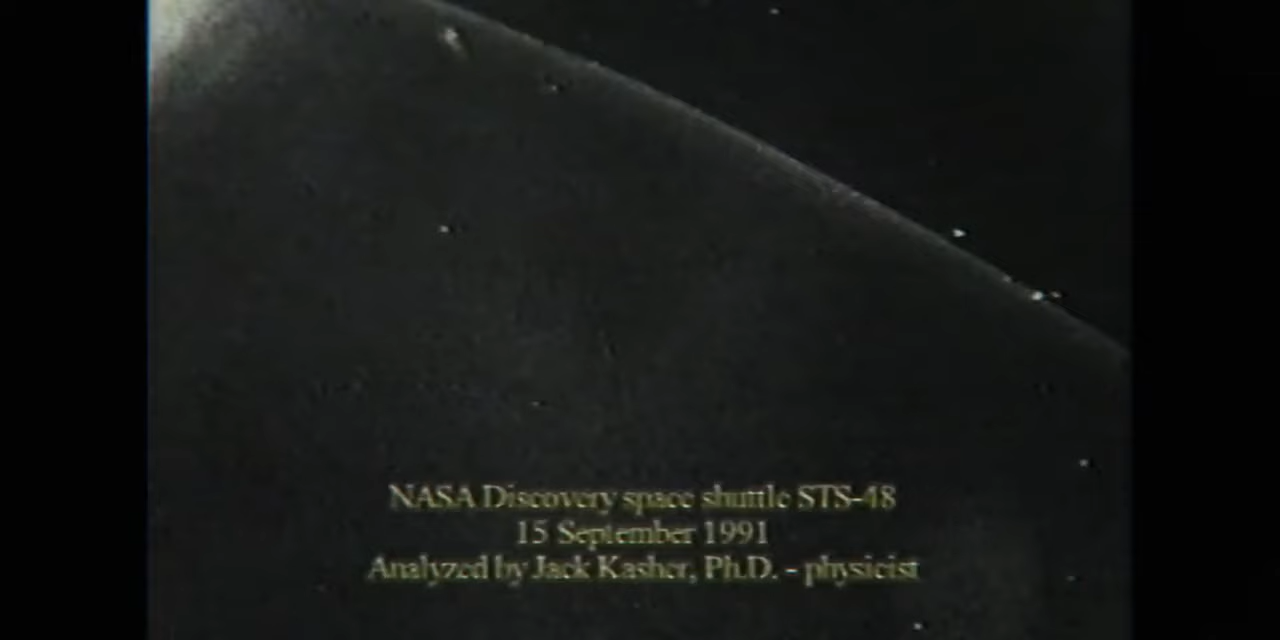 NASA Discovery space shuttle STS-48
15 September 1991
Analyzed by Jack Kasher, Ph.D. - physicist